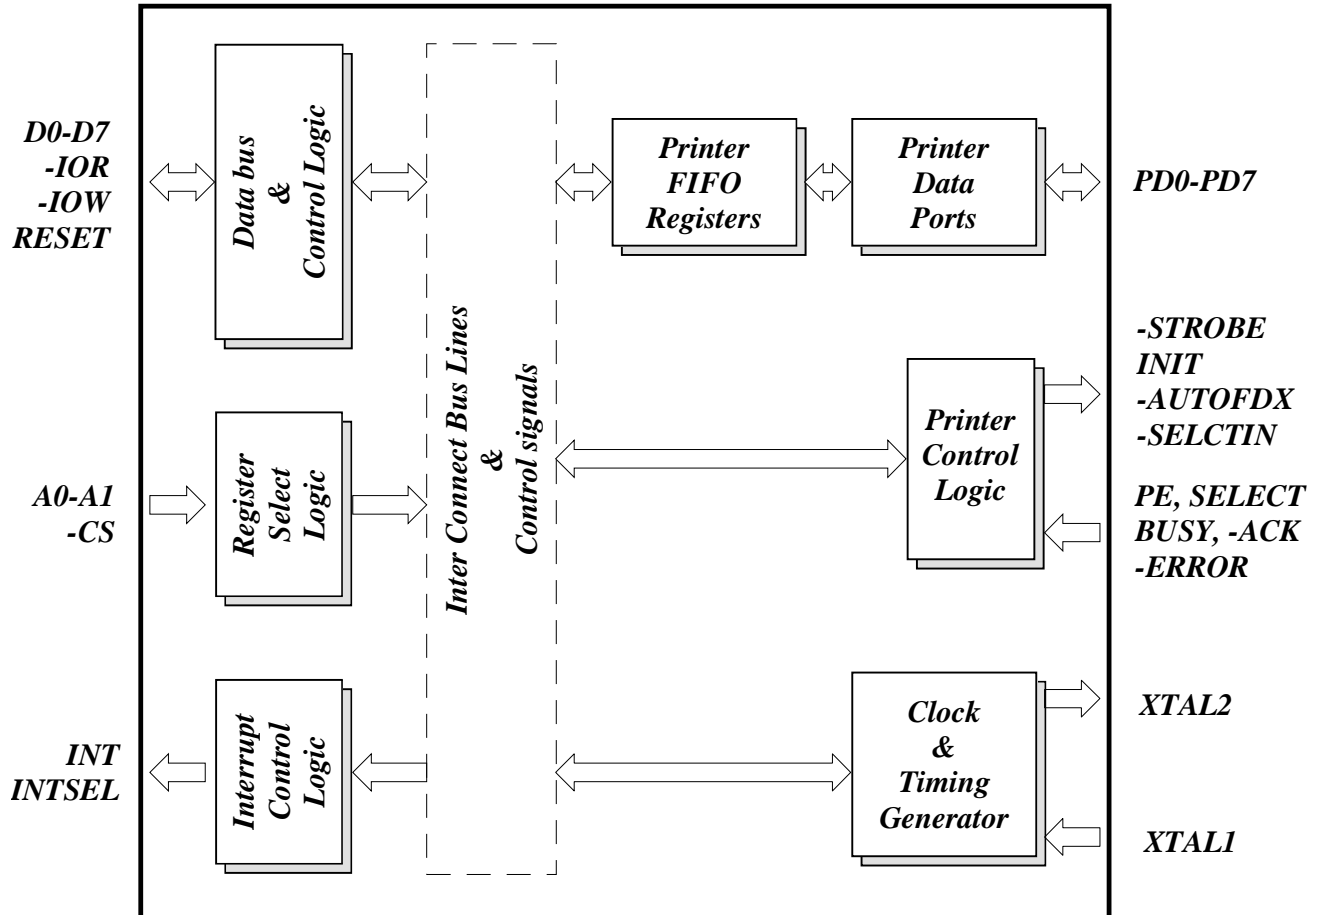 D0-D7
-IOR
-IOW
RESET
Data bus
&
Control Logic
A0-A1
-CS
Register
Select
Logic
INT
INTSEL
Interrupt
Control
Logic
Inter Connect Bus Lines
&
Control signals
Printer
FIFO
Registers
Printer
Data
Ports
PD0-PD7
Printer
Control
Logic
-STROBE
INIT
-AUTOFDX
-SELCTIN
PE, SELECT
BUSY, -ACK
-ERROR
Clock
&
Timing
Generator
XTAL2
XTAL1